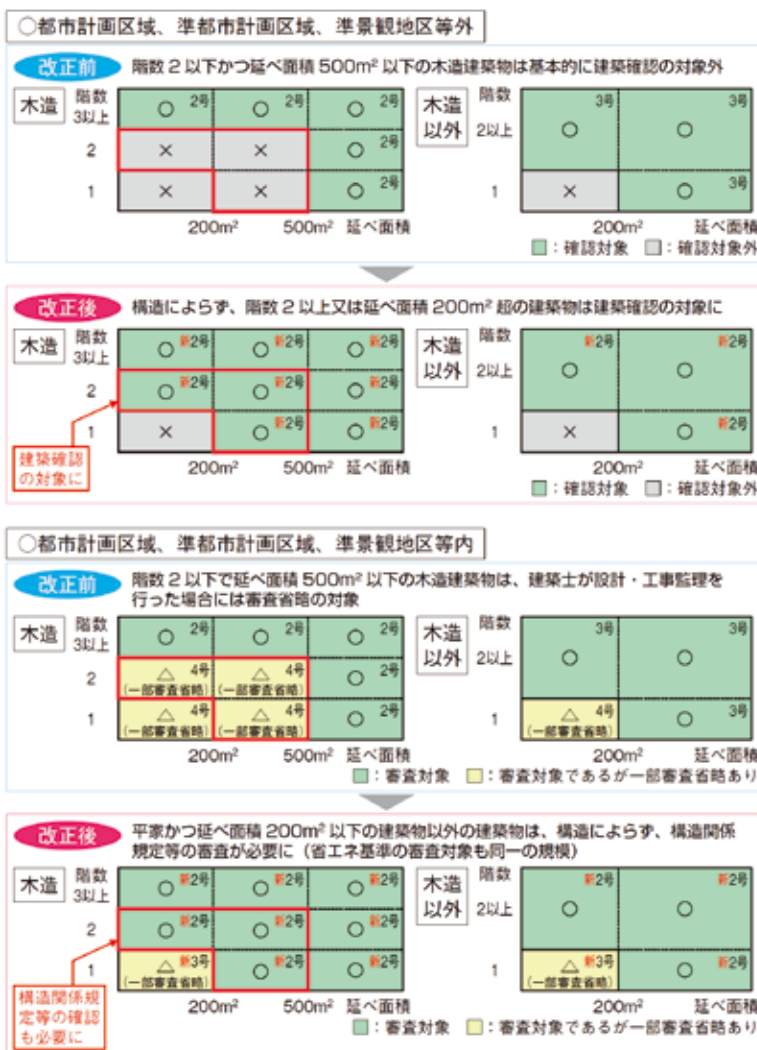 ○都市計画区域、準都市計画区域、準景観地区等外
改正前 階数2以下かつ延べ面積500m²以下の木造建築物は基本的に建築確認の対象外
木造 階数 3以上 ○2号 ○2号 ○2号
2 × × ○2号
1 × × ○2号
200m² 500m² 延べ面積
木造以外 階数 2以上 ○3号 ○3号
1 × ○3号
200m² 延べ面積
:確認対象 :確認対象外
改正後 構造によらず、階数2以上又は延べ面積200m²超の建築物は建築確認の対象に
木造 階数 3以上 ○新2号 ○新2号 ○新2号
2 ○新2号 ○新2号 ○新2号
1 × ○新2号 ○新2号
建築確認
の対象に
200m² 500m² 延べ面積
木造以外 階数 2以上 ○新2号 ○新2号
1 × ○新2号
200m² 延べ面積
:確認対象 :確認対象外
○都市計画区域、準都市計画区域、準景観地区等内
改正前 階数2以下で延べ面積500m²以下の木造建築物は、建築士が設計・工事監理を
行った場合には審査省略の対象
木造 階数 3以上 ○2号 ○2号 ○2号
2 △4号(一部審査省略) △4号(一部審査省略) ○2号
1 △4号(一部審査省略) △4号(一部審査省略) ○2号
200m² 500m² 延べ面積
木造以外 階数 2以上 ○3号 ○3号
1 △4号(一部審査省略) ○3号
200m² 延べ面積
:審査対象 :審査対象であるが一部審査省略あり
改正後 平家かつ延べ面積200m²以下の建築物以外の建築物は、構造によらず、構造関係
規定等の審査が必要に(省エネ基準の審査対象も同一の規模)
木造 階数 3以上 ○新2号 ○新2号 ○新2号
2 ○新2号 ○新2号 ○新2号
1 △新3号(一部審査省略) ○新2号 ○新2号
構造関係規
定等の確認
も必要に
200m² 500m² 延べ面積
木造以外 階数 2以上 ○新2号 ○新2号
1 △新3号(一部審査省略) ○新2号
200m² 延べ面積
:審査対象 :審査対象であるが一部審査省略あり